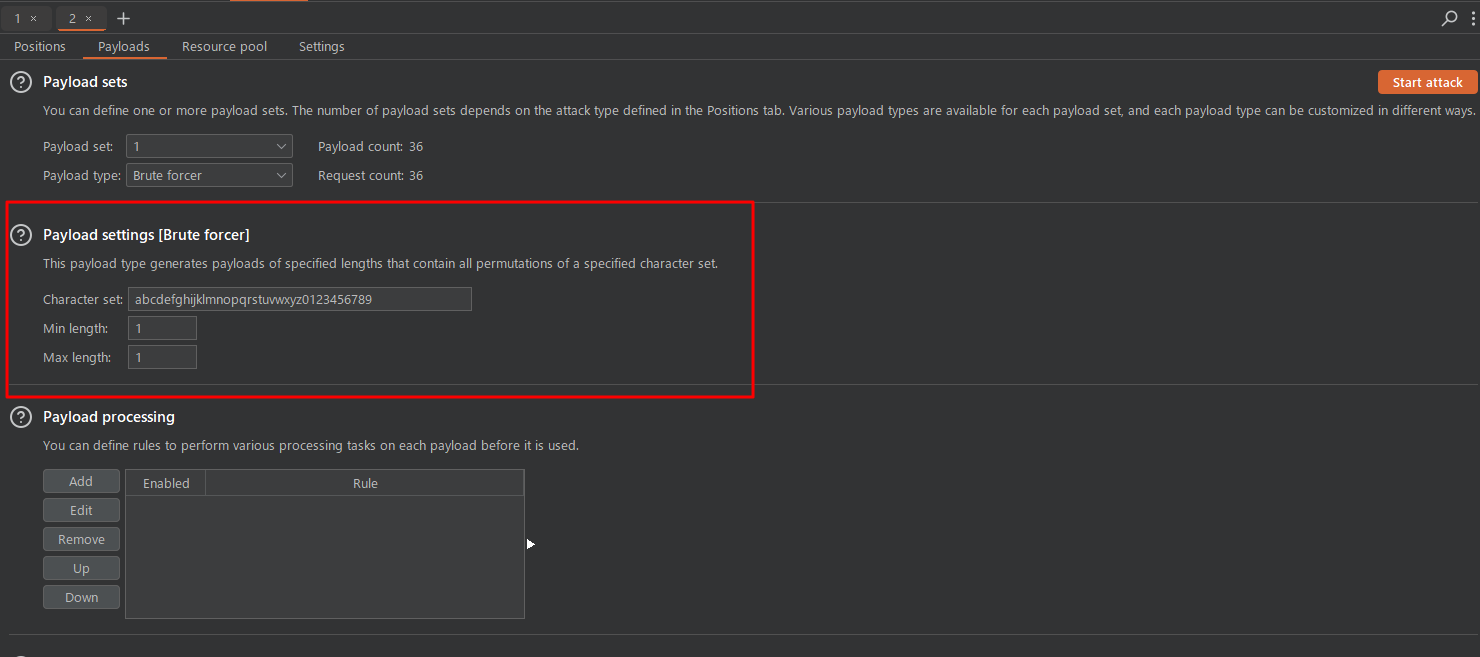 1 × 2 × +
Positions Payloads Resource pool Settings
? Payload sets Start attack
You can define one or more payload sets. The number of payload sets depends on the attack type defined in the Positions tab. Various payload types are available for each payload set, and each payload type can be customized in different ways.
Payload set: 1 Payload count: 36
Payload type: Brute forcer Request count: 36
? Payload settings [Brute forcer]
This payload type generates payloads of specified lengths that contain all permutations of a specified character set.
Character set: abcdefghijklmnopqrstuvwxyz0123456789
Min length: 1
Max length: 1
? Payload processing
You can define rules to perform various processing tasks on each payload before it is used.
Add Enabled Rule
Edit
Remove
Up
Down